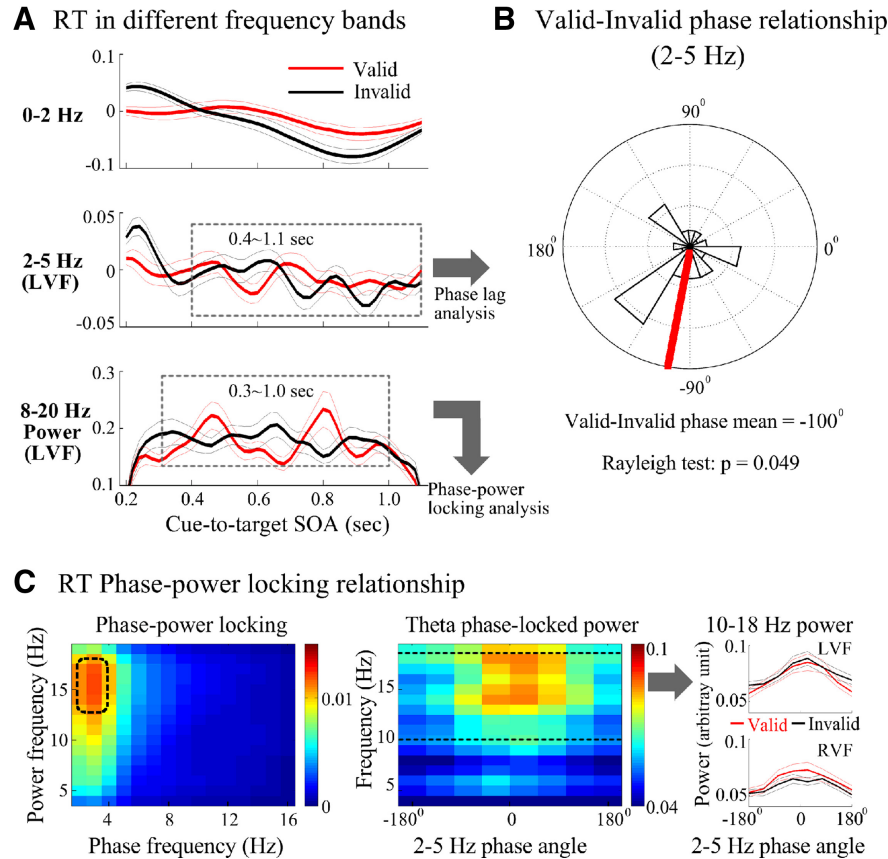 A RT in different frequency bands
0.1
0
-0.1
0-2 Hz
Valid
Invalid
0.05
0
-0.05
2-5 Hz
(LVF)
0.4~1.1 sec
Phase lag
analysis
0.3
0.2
0.1
8-20 Hz
Power
(LVF)
0.3~1.0 sec
Phase-power
locking analysis
0.2 0.4 0.6 0.8 1.0
Cue-to-target SOA (sec)
B Valid-Invalid phase relationship
(2-5 Hz)
90⁰
180⁰
0⁰
-90⁰
Valid-Invalid phase mean = -100⁰
Rayleigh test: p = 0.049
C RT Phase-power locking relationship
Phase-power locking
Power frequency (Hz)
15
10
5
4 8 12 16
Phase frequency (Hz)
0.01
0
Theta phase-locked power
Frequency (Hz)
15
10
5
-180⁰ 0 180⁰
2-5 Hz phase angle
0.1
0.04
10-18 Hz power
Power (arbitray unit)
0.1
LVF
0.05
Valid Invalid
0.1
RVF
0.05
-180⁰ 0 180⁰
2-5 Hz phase angle